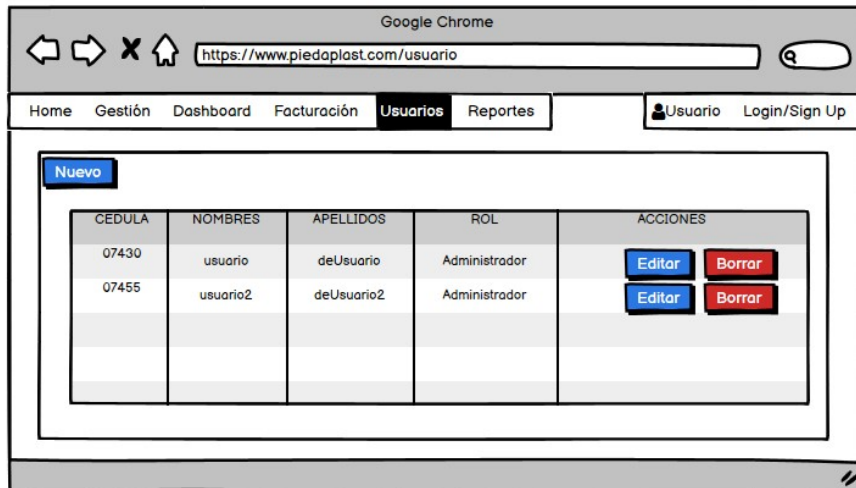 Google Chrome
https://www.piedaplast.com/usuario
Home Gestión Dashboard Facturación Usuarios Reportes Usuario Login/Sign Up
Nuevo
CEDULA NOMBRES APELLIDOS ROL ACCIONES
07430 usuario deUsuario Administrador Editar Borrar
07455 usuario2 deUsuario2 Administrador Editar Borrar